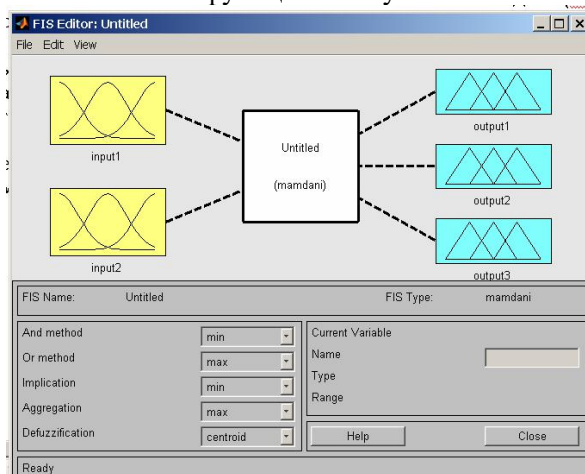 FIS Editor: Untitled
File Edit View
input1
input2
Untitled
(mamdani)
output1
output2
output3
FIS Name: Untitled FIS Type: mamdani
And method min
Or method max
Implication min
Aggregation max
Defuzzification centroid
Current Variable
Name
Type
Range
Help Close
Ready